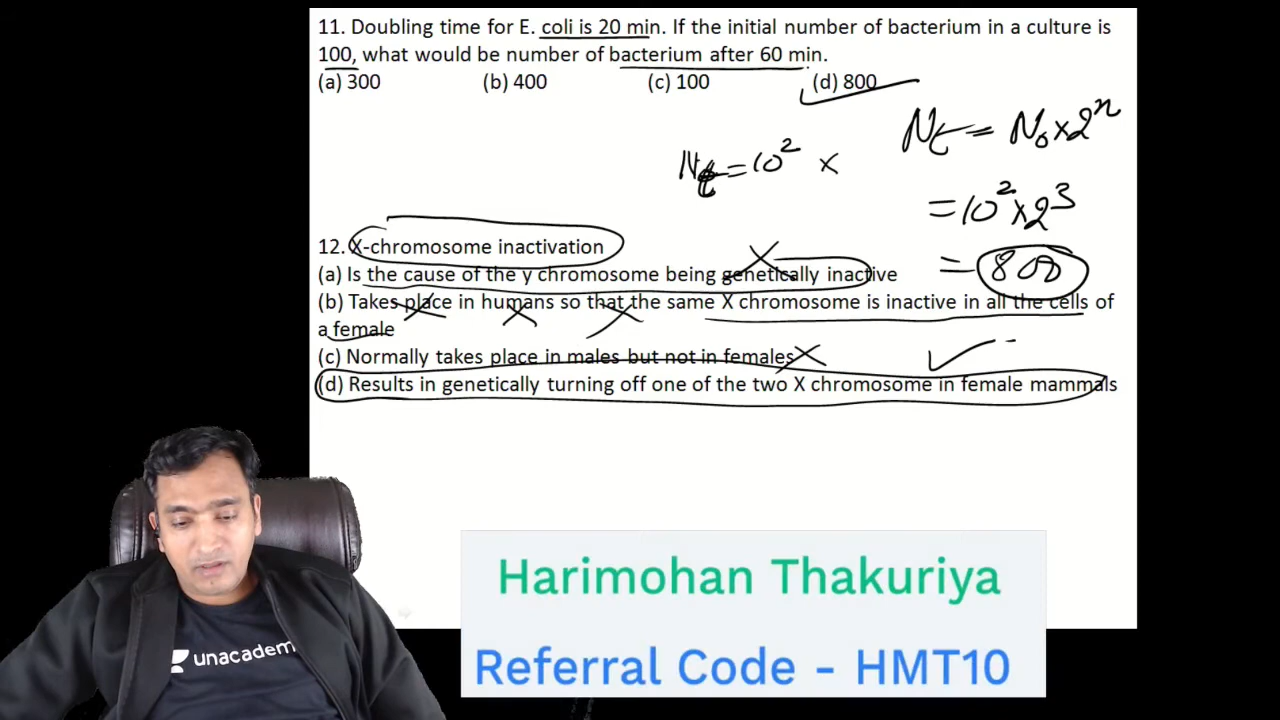 11. Doubling time for E. coli is 20 min. If the initial number of bacterium in a culture is
100, what would be number of bacterium after 60 min.
(a) 300 (b) 400 (c) 100 (d) 800
Nt = N0 × 2^n
Nt = 10^2 ×
= 10^2 × 2^3
= 800
12. X-chromosome inactivation
(a) Is the cause of the y chromosome being genetically inactive
(b) Takes place in humans so that the same X chromosome is inactive in all the cells of
a female
(c) Normally takes place in males but not in females
(d) Results in genetically turning off one of the two X chromosome in female mammals
unacadem
Harimohan Thakuriya
Referral Code - HMT10